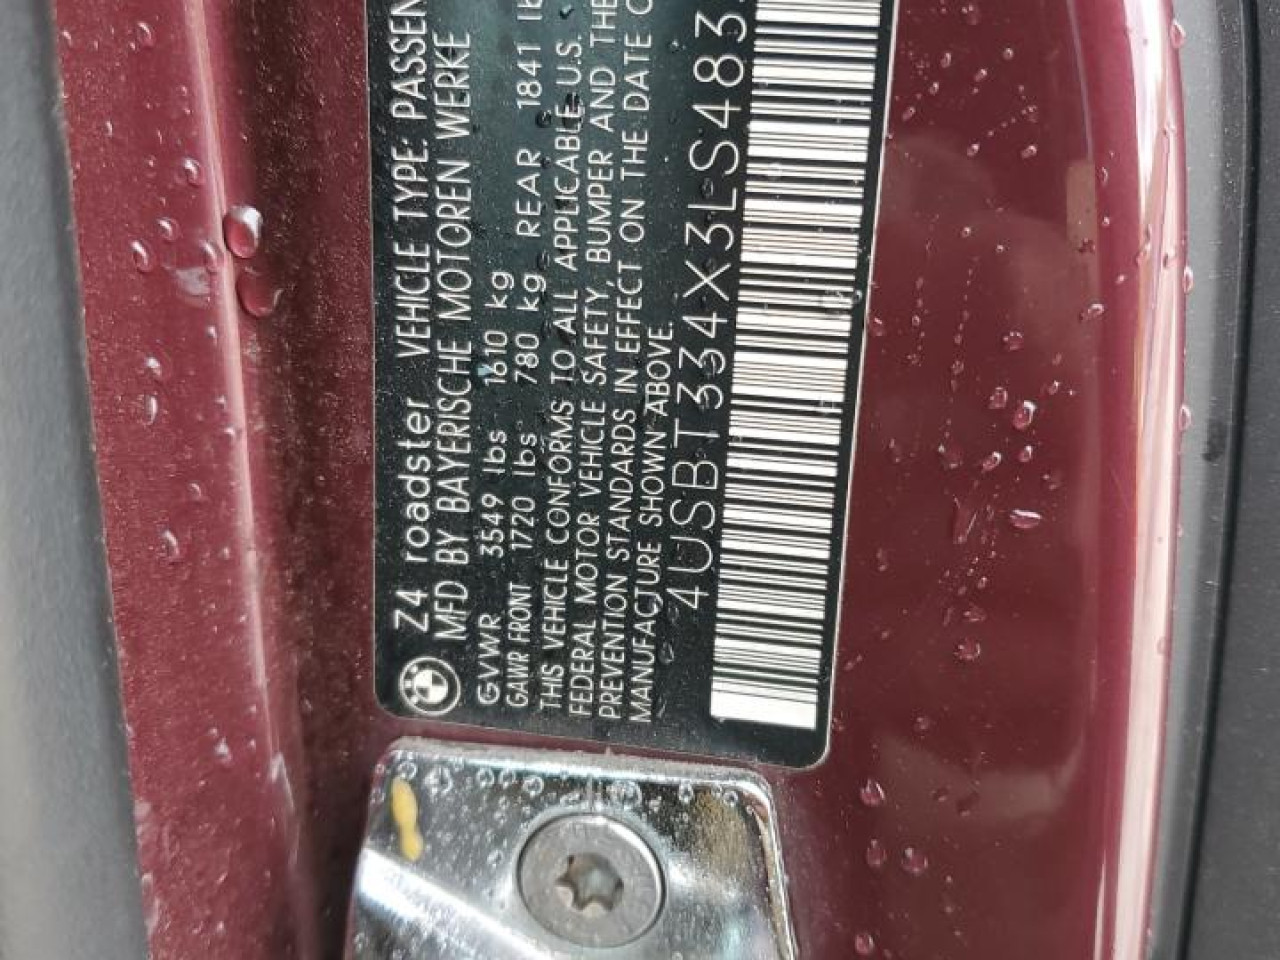 Z4 roadster VEHICLE TYPE: PASSEN
MFD BY BAYERISCHE MOTOREN WERKE
GVWR 3549 lbs 1610 kg
GAWR FRONT 1720 lbs 780 kg REAR 1841 lb
THIS VEHICLE CONFORMS TO ALL APPLICABLE U.S.
FEDERAL MOTOR VEHICLE SAFETY, BUMPER AND THE
PREVENTION STANDARDS IN EFFECT ON THE DATE O
MANUFACTURE SHOWN ABOVE.
4USBT334X3LS483